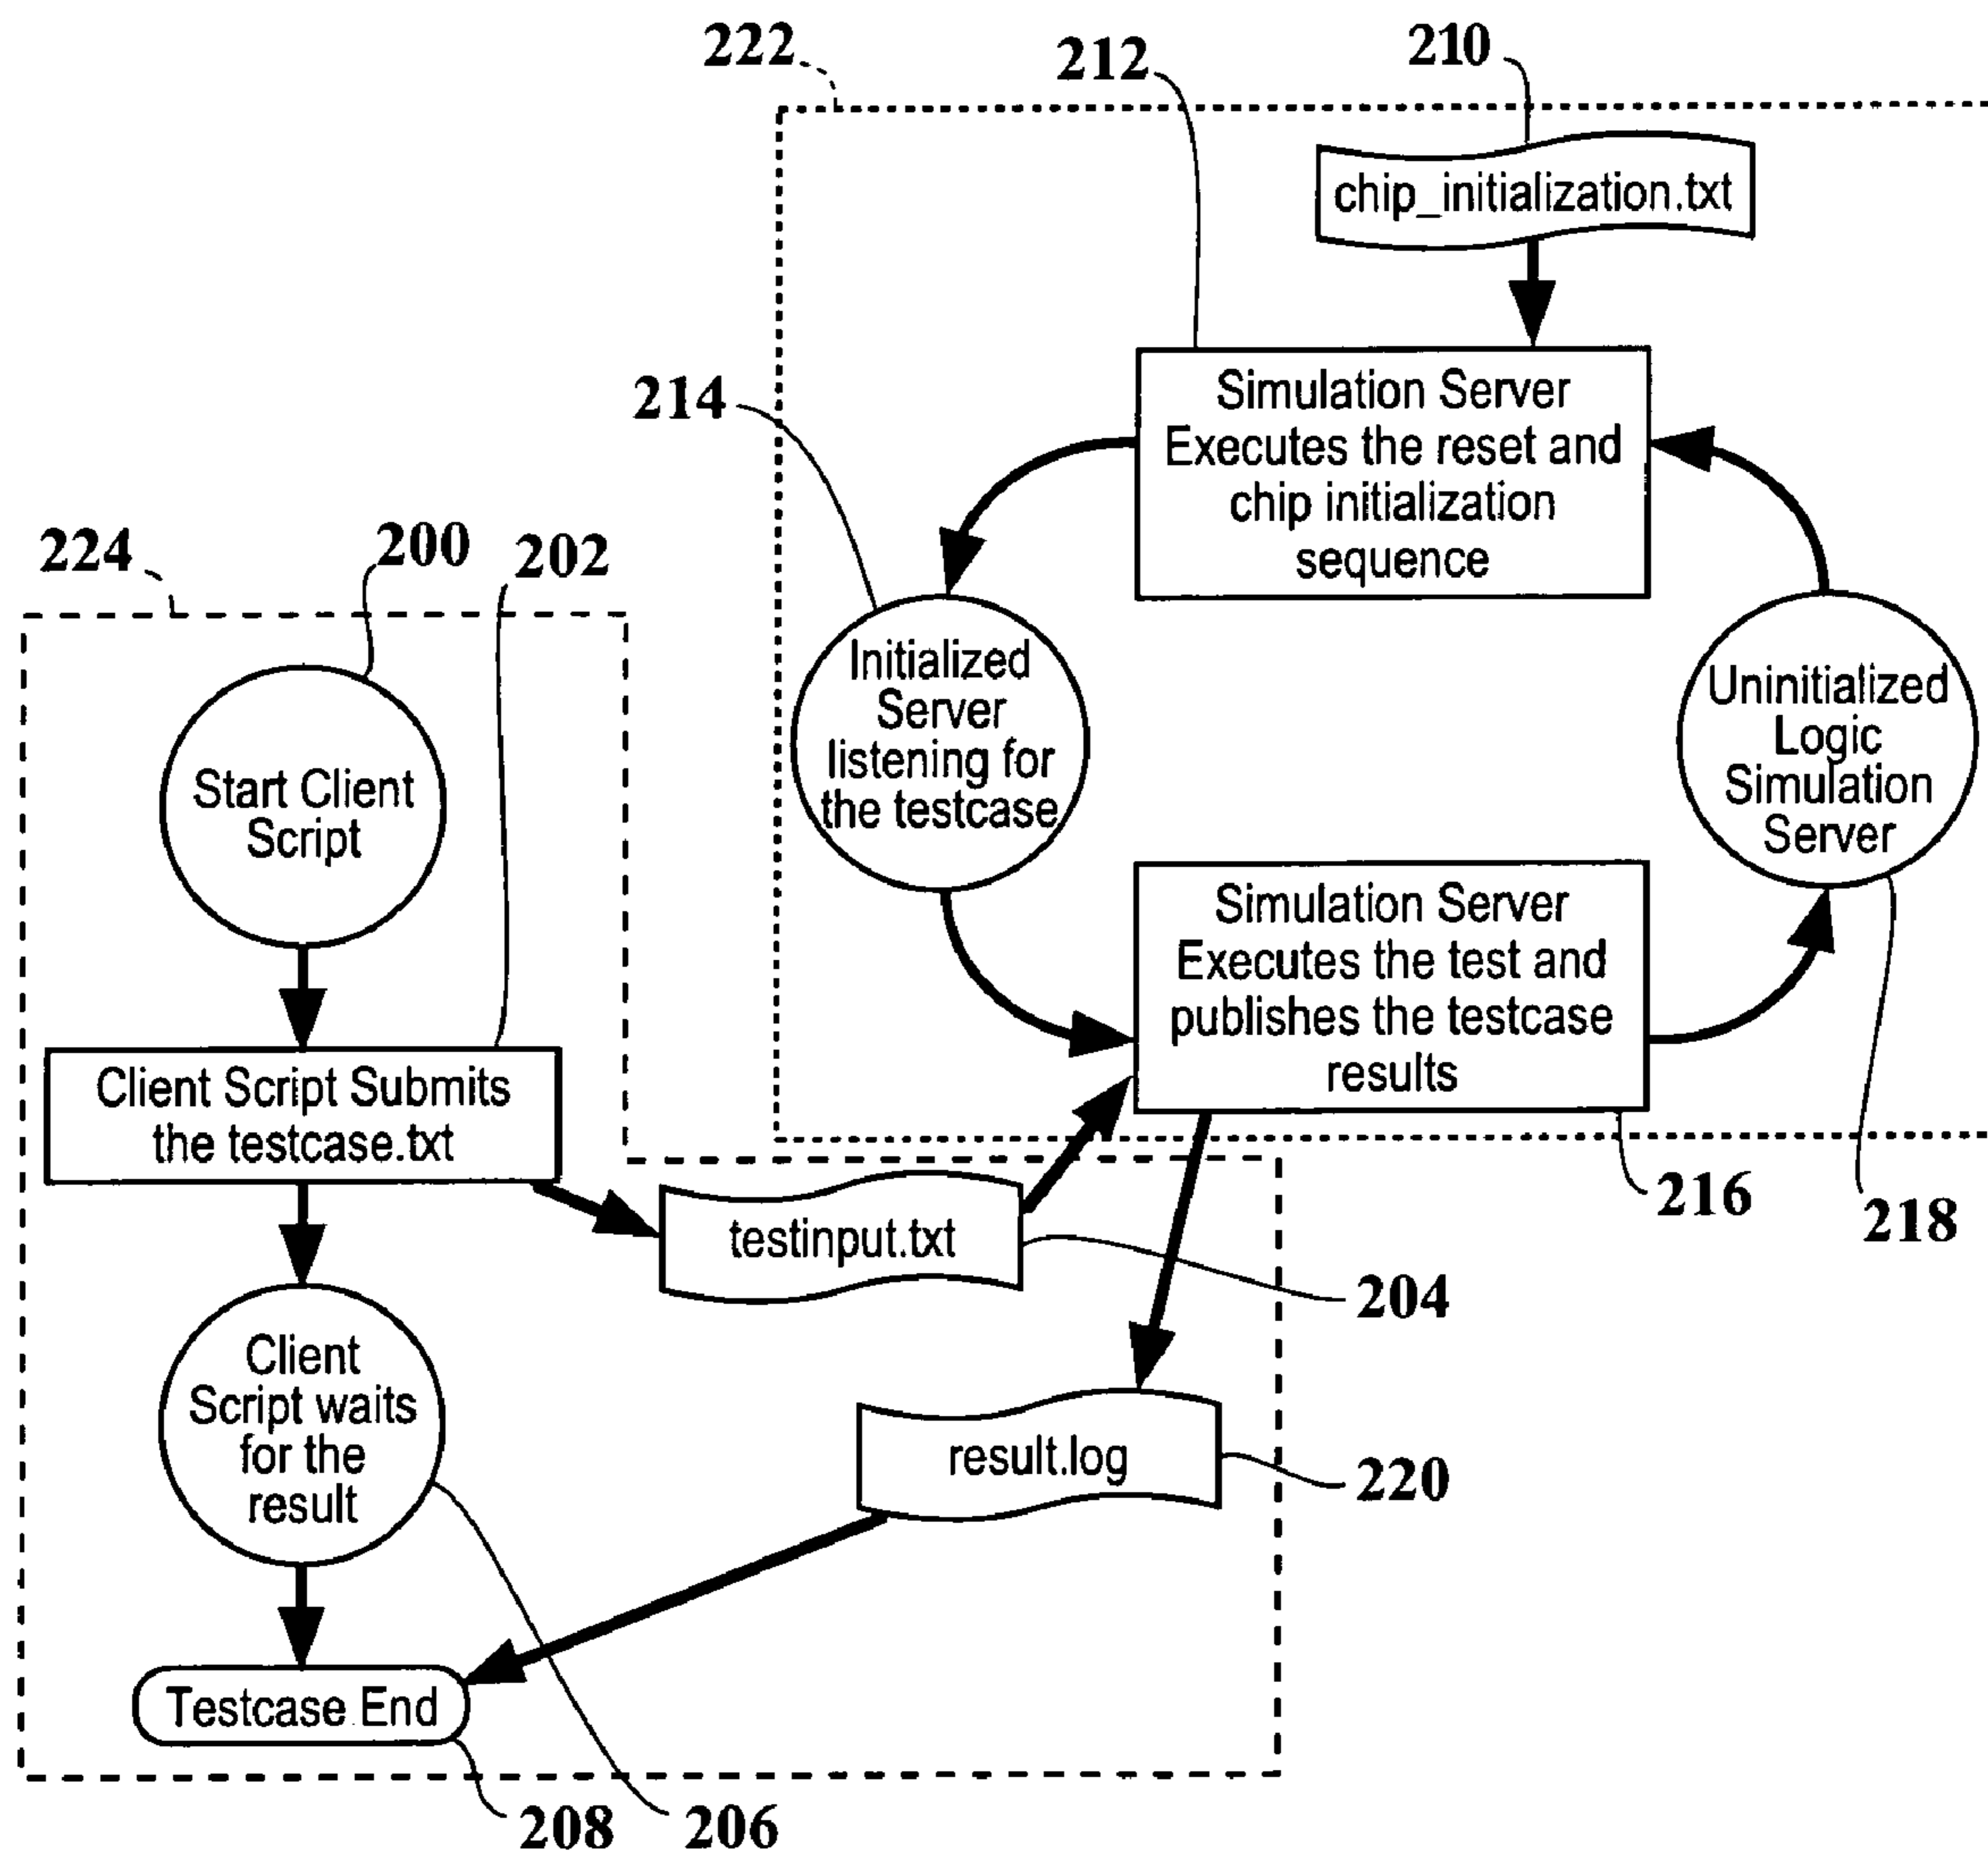 222
212
210
chip_initialization.txt
214
Simulation Server
Executes the reset and
chip initialization
sequence
224
200
202
Initialized
Server
listening for
the testcase
Uninitialized
Logic
Simulation
Server
Start Client
Script
Simulation Server
Executes the test and
publishes the testcase
results
Client Script Submits
the testcase.txt
216
218
testinput.txt
204
Client
Script waits
for the
result
result.log
220
Testcase End
208
206